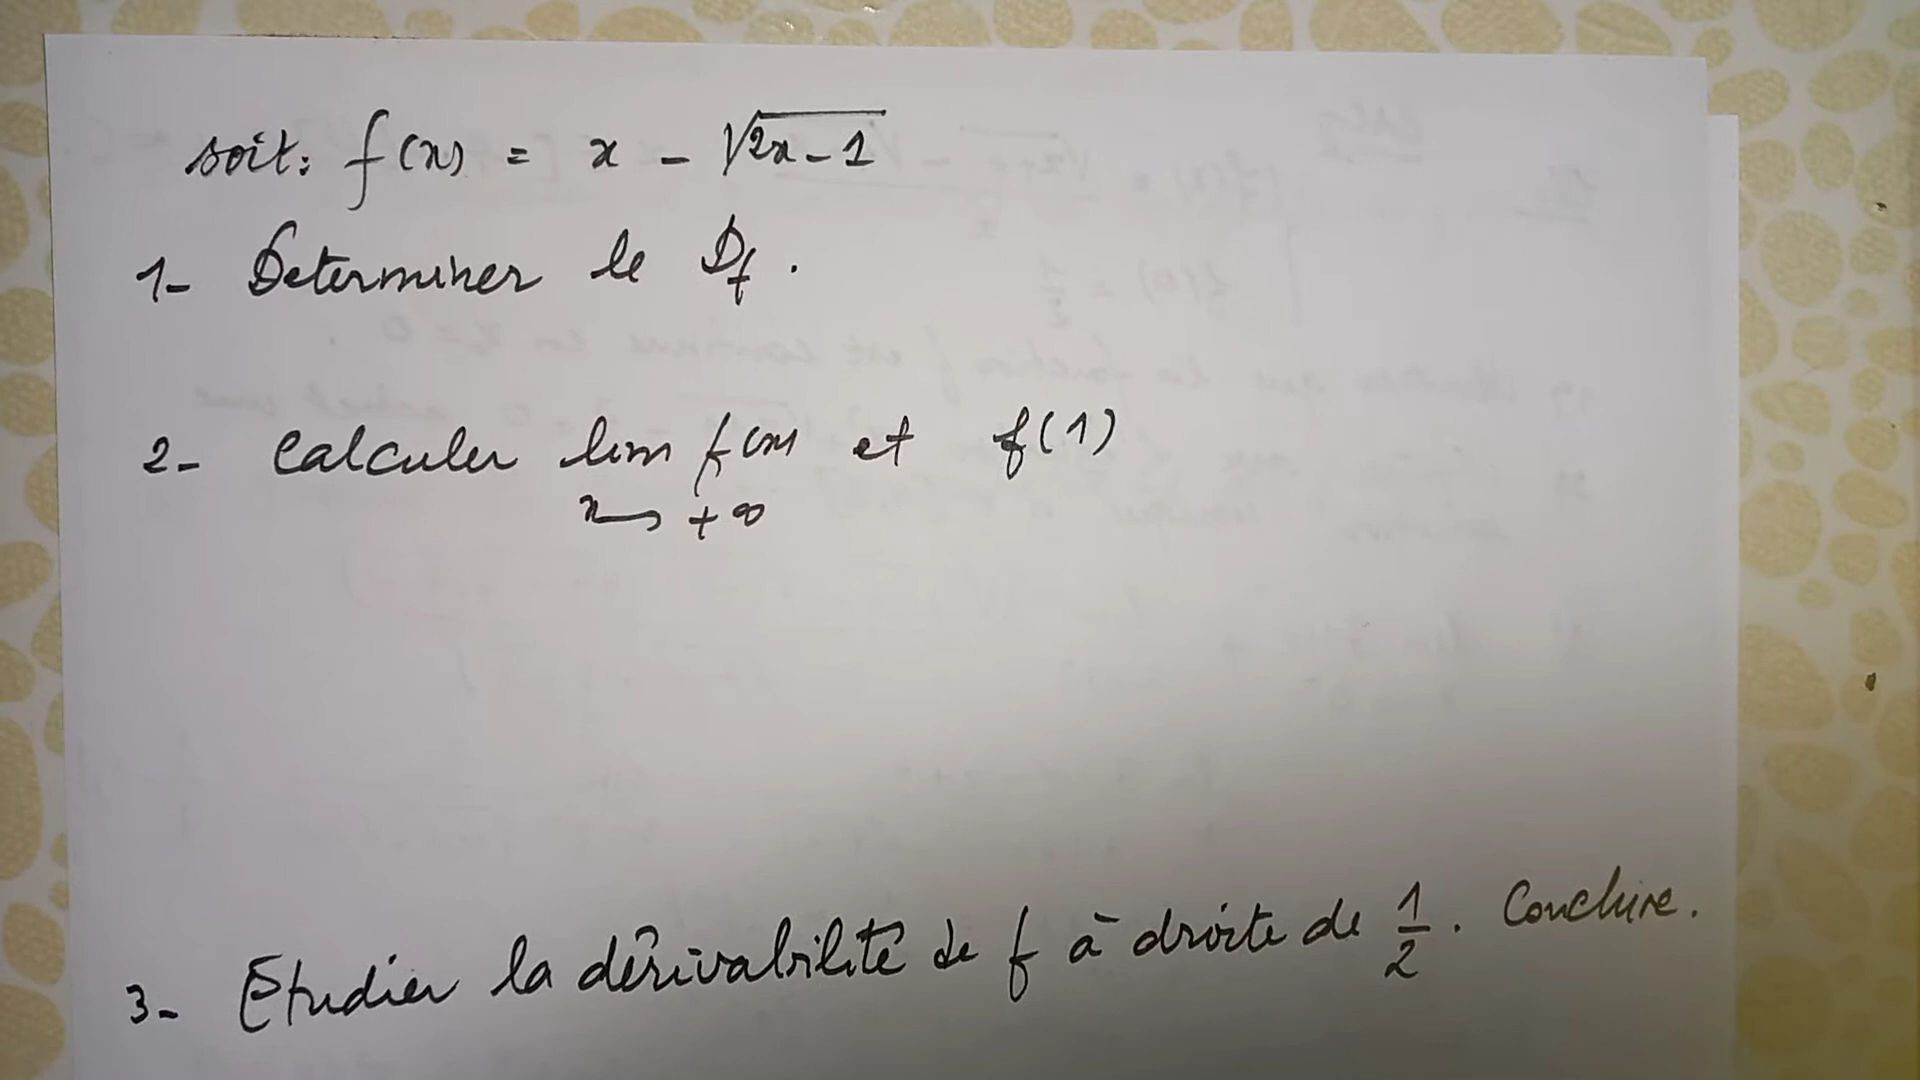 soit: f(x) = x - √2x-1
1- Determiner le Df.
2- Calculer lim f(x) et f(1)
x→+∞
3- Etudier la dérivabilité de f à droite de 1/2. Conclure.